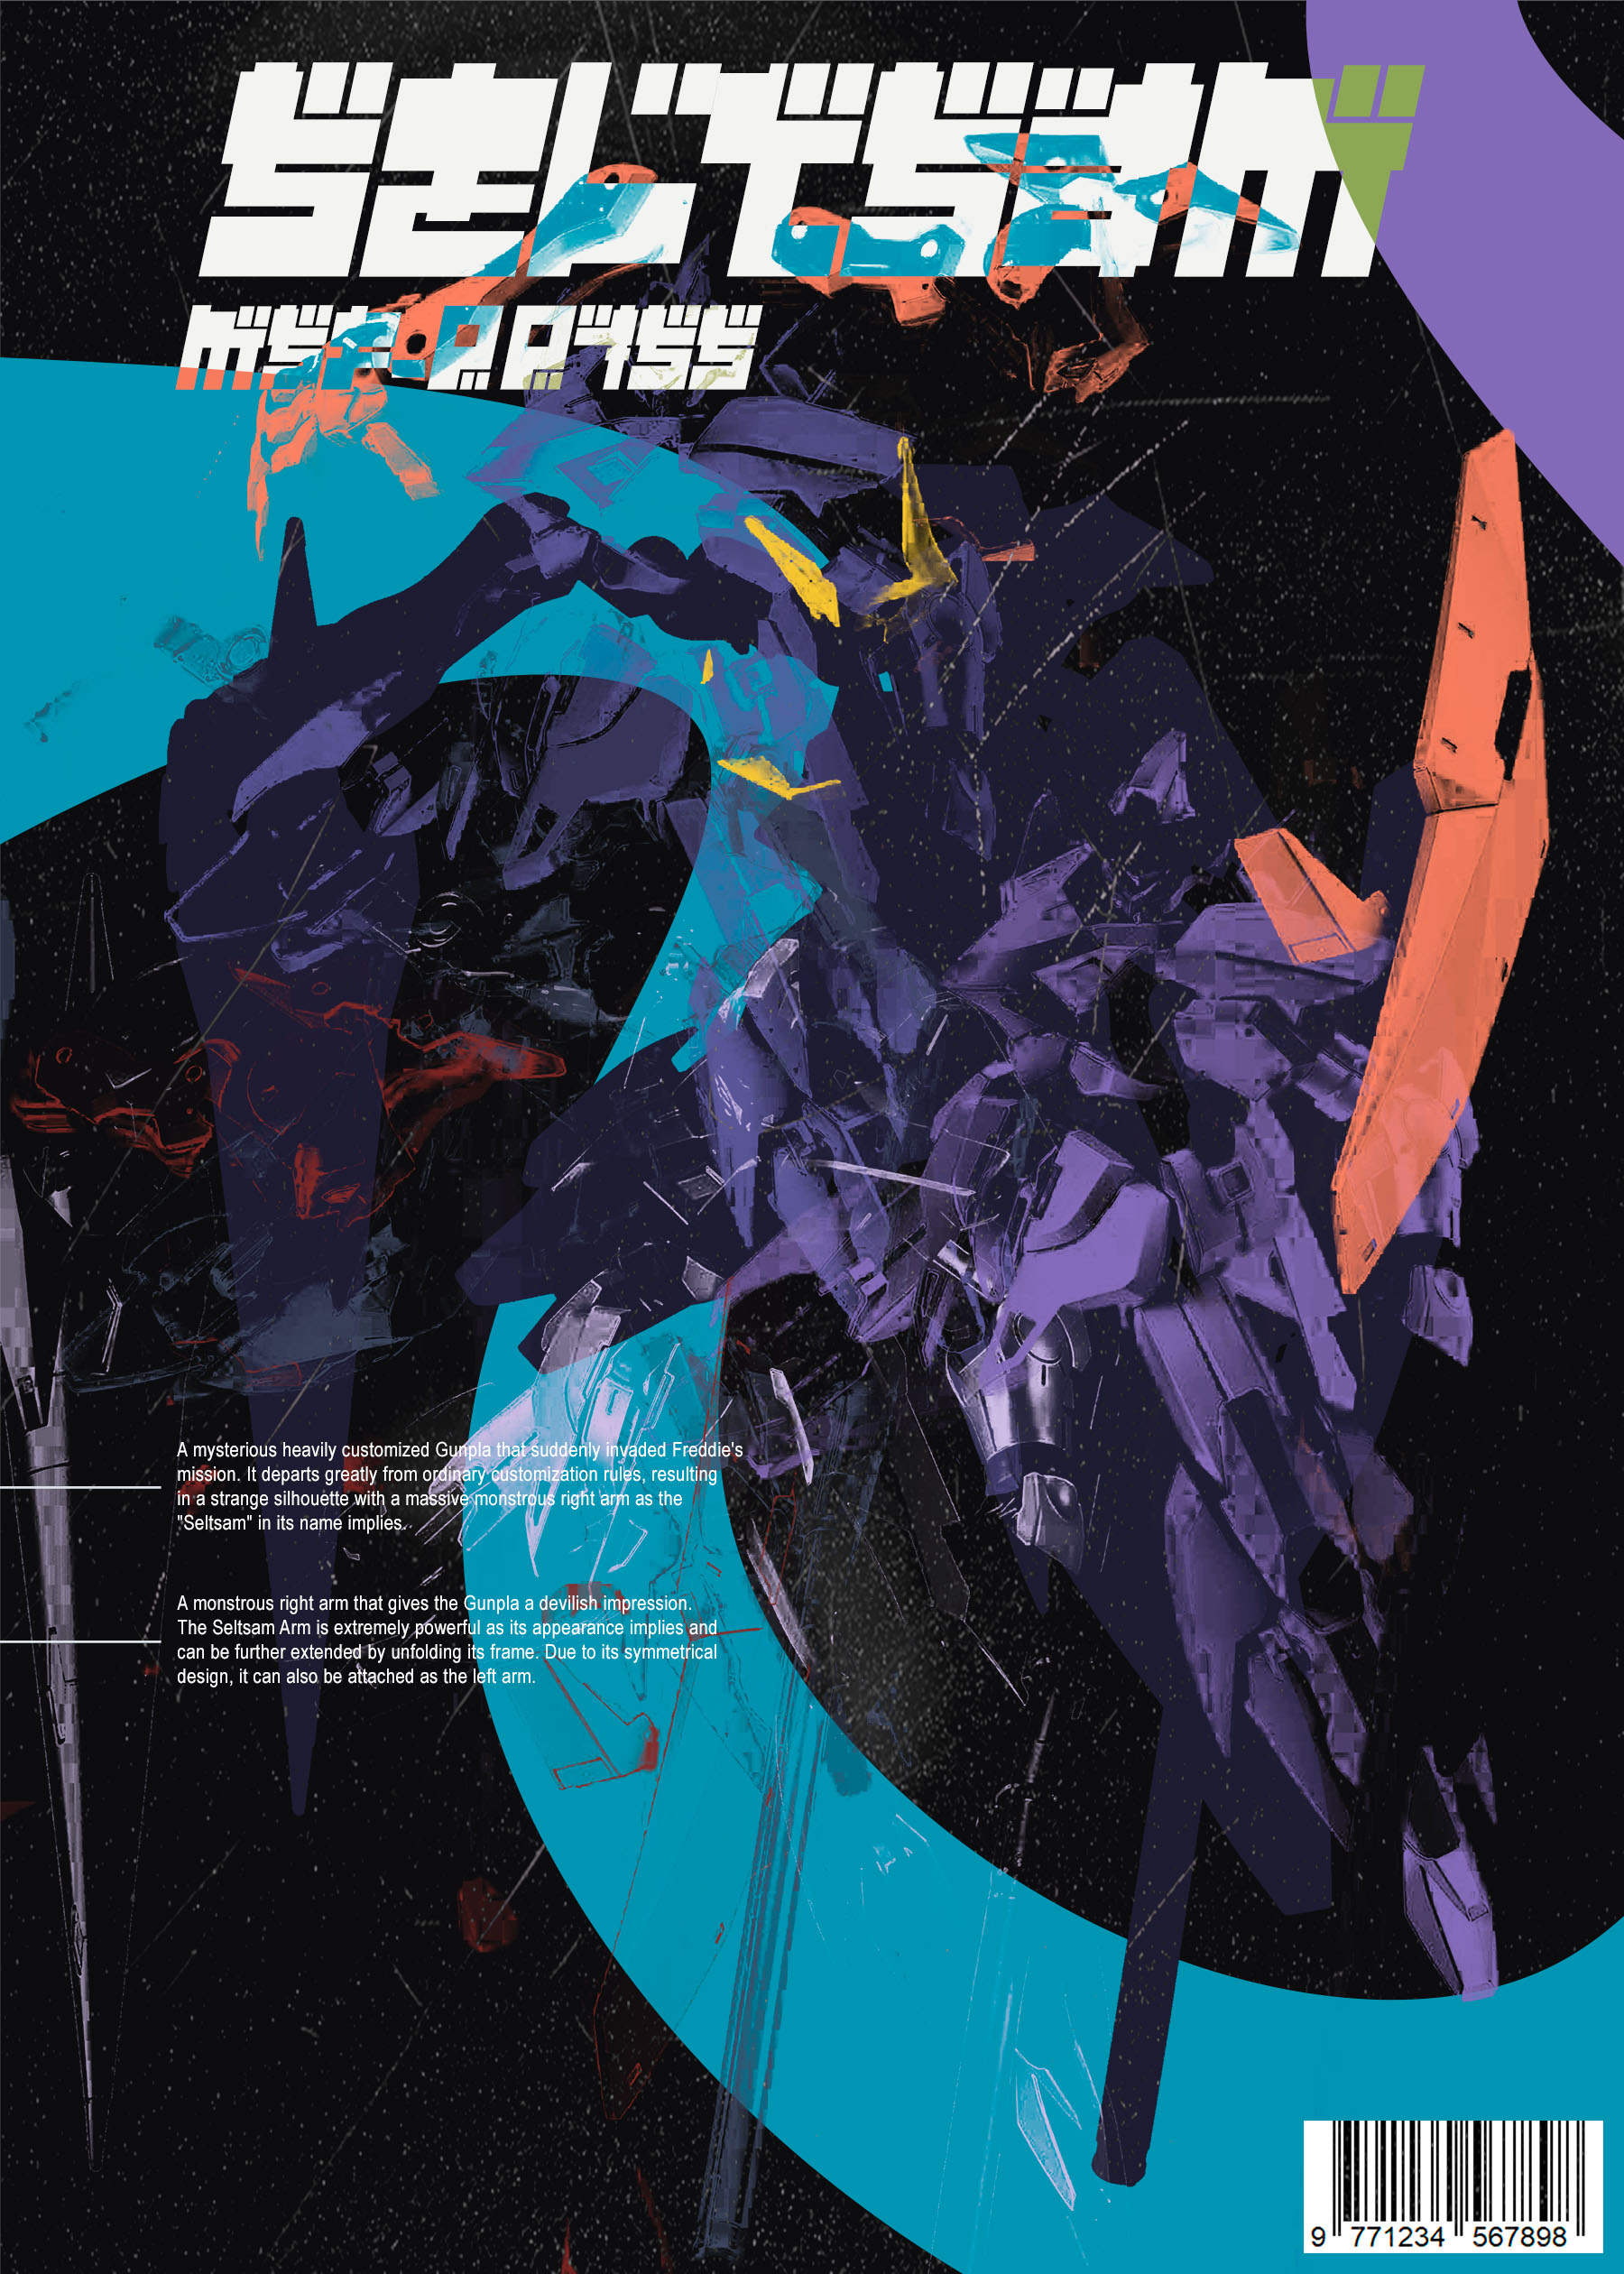 SELTSAM
A mysterious heavily customized Gunpla that suddenly invaded Freddie's
mission. It departs greatly from ordinary customization rules, resulting
in a strange silhouette with a massive monstrous right arm as the
"Seltsam" in its name implies.
A monstrous right arm that gives the Gunpla a devilish impression.
The Seltsam Arm is extremely powerful as its appearance implies and
can be further extended by unfolding its frame. Due to its symmetrical
design, it can also be attached as the left arm.
9 771234 567898